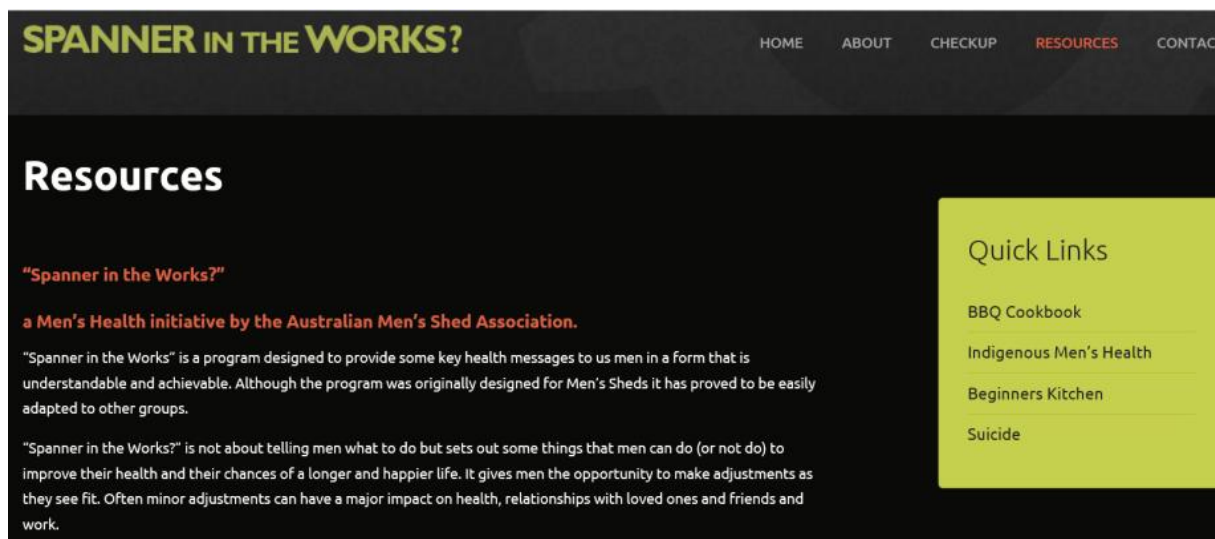 SPANNER IN THE WORKS?
HOME ABOUT CHECKUP RESOURCES CONTAC
Resources
“Spanner in the Works?”
a Men’s Health initiative by the Australian Men’s Shed Association.
“Spanner in the Works” is a program designed to provide some key health messages to us men in a form that is
understandable and achievable. Although the program was originally designed for Men’s Sheds it has proved to be easily
adapted to other groups.
“Spanner in the Works?” is not about telling men what to do but sets out some things that men can do (or not do) to
improve their health and their chances of a longer and happier life. It gives men the opportunity to make adjustments as
they see fit. Often minor adjustments can have a major impact on health, relationships with loved ones and friends and
work.
Quick Links
BBQ Cookbook
Indigenous Men’s Health
Beginners Kitchen
Suicide